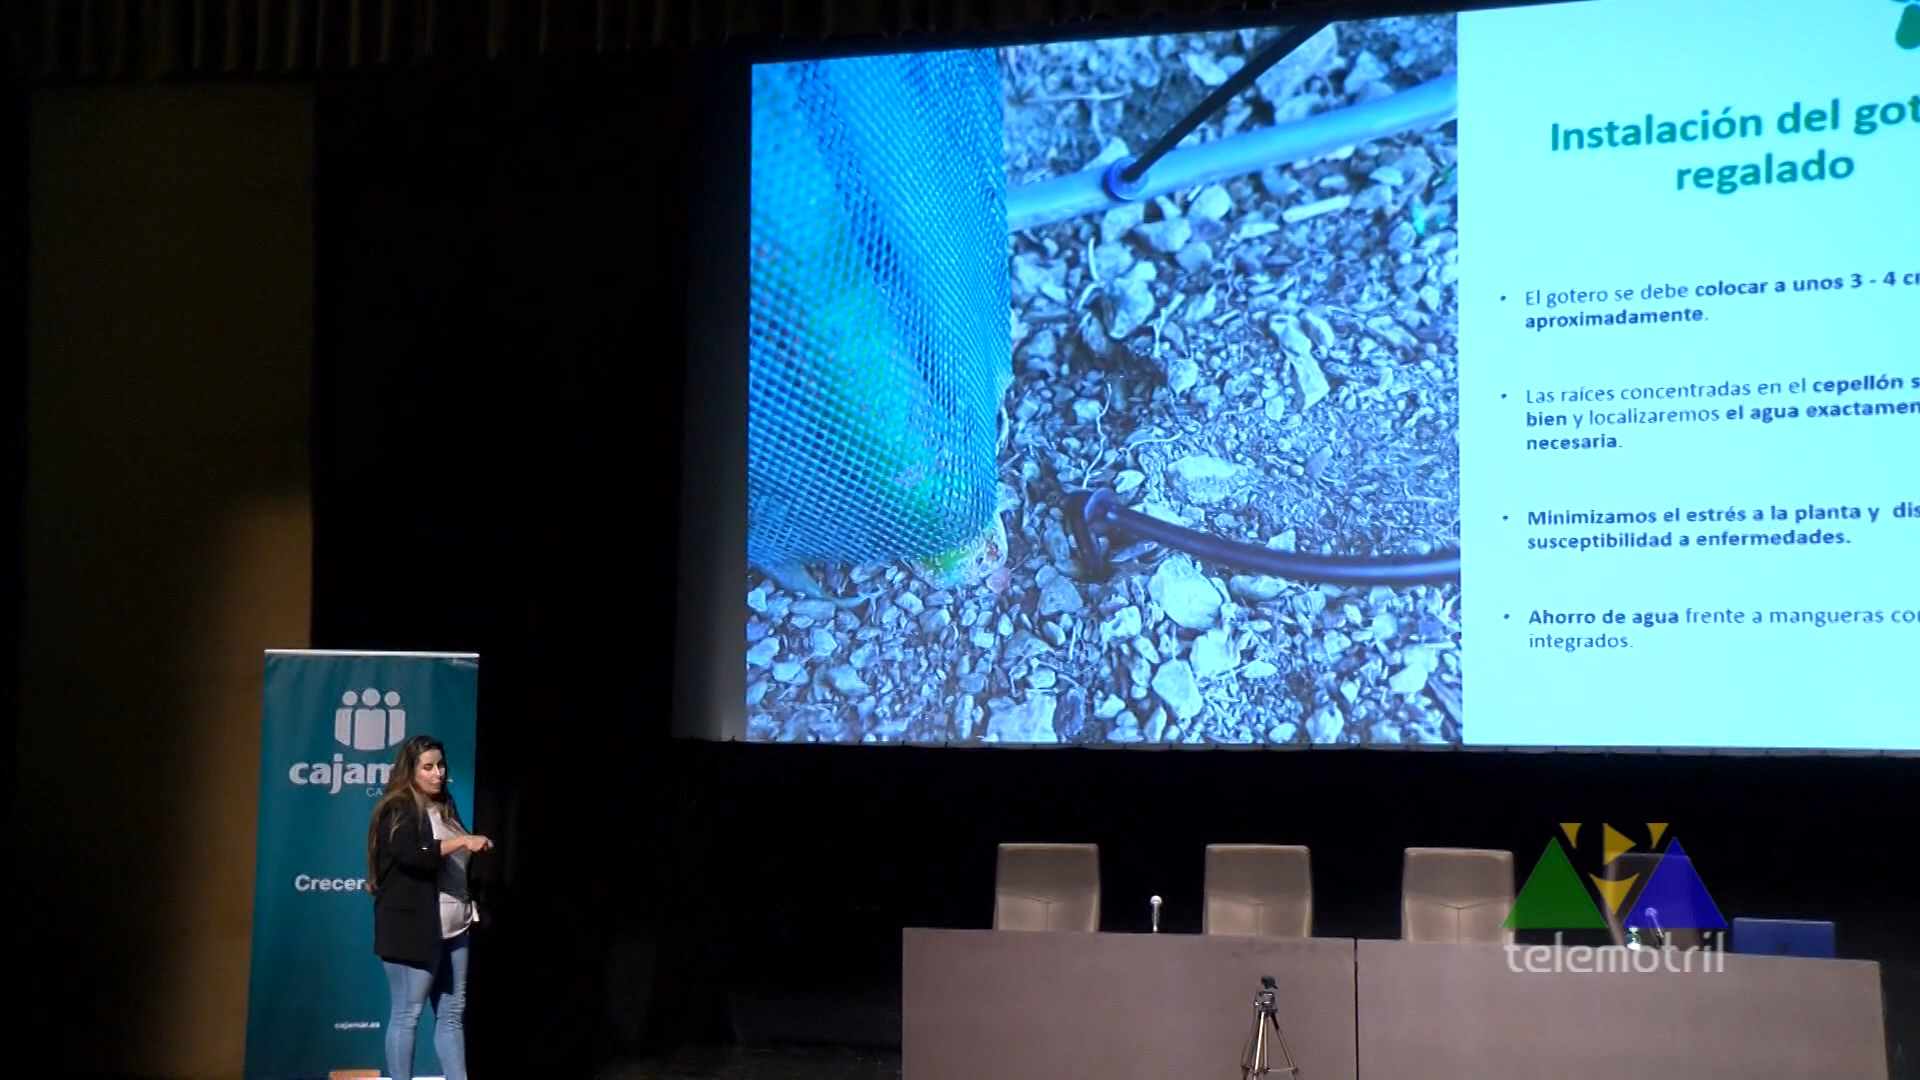 Instalación del got
regalado
• El gotero se debe colocar a unos 3 - 4 c
aproximadamente.
• Las raíces concentradas en el cepellón s
bien y localizaremos el agua exactamen
necesaria.
• Minimizamos el estrés a la planta y dis
susceptibilidad a enfermedades.
• Ahorro de agua frente a mangueras co
integrados.
cajam
CA
Crecer
cajamar.es
telemotril